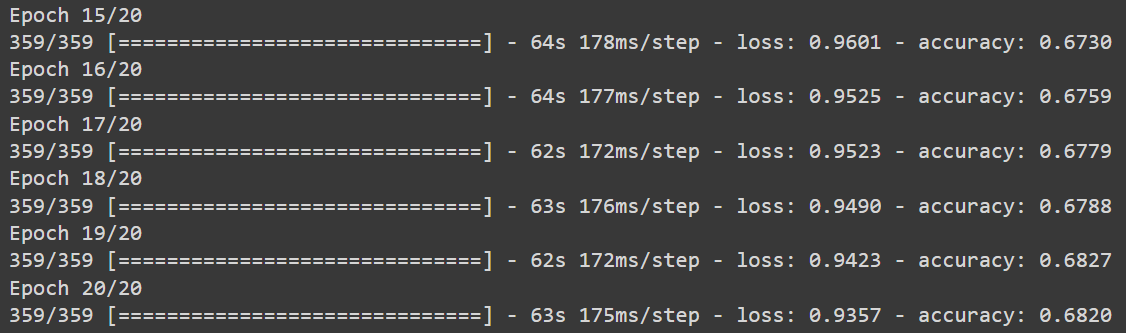 Epoch 15/20
359/359 [==============================] - 64s 178ms/step - loss: 0.9601 - accuracy: 0.6730
Epoch 16/20
359/359 [==============================] - 64s 177ms/step - loss: 0.9525 - accuracy: 0.6759
Epoch 17/20
359/359 [==============================] - 62s 172ms/step - loss: 0.9523 - accuracy: 0.6779
Epoch 18/20
359/359 [==============================] - 63s 176ms/step - loss: 0.9490 - accuracy: 0.6788
Epoch 19/20
359/359 [==============================] - 62s 172ms/step - loss: 0.9423 - accuracy: 0.6827
Epoch 20/20
359/359 [==============================] - 63s 175ms/step - loss: 0.9357 - accuracy: 0.6820